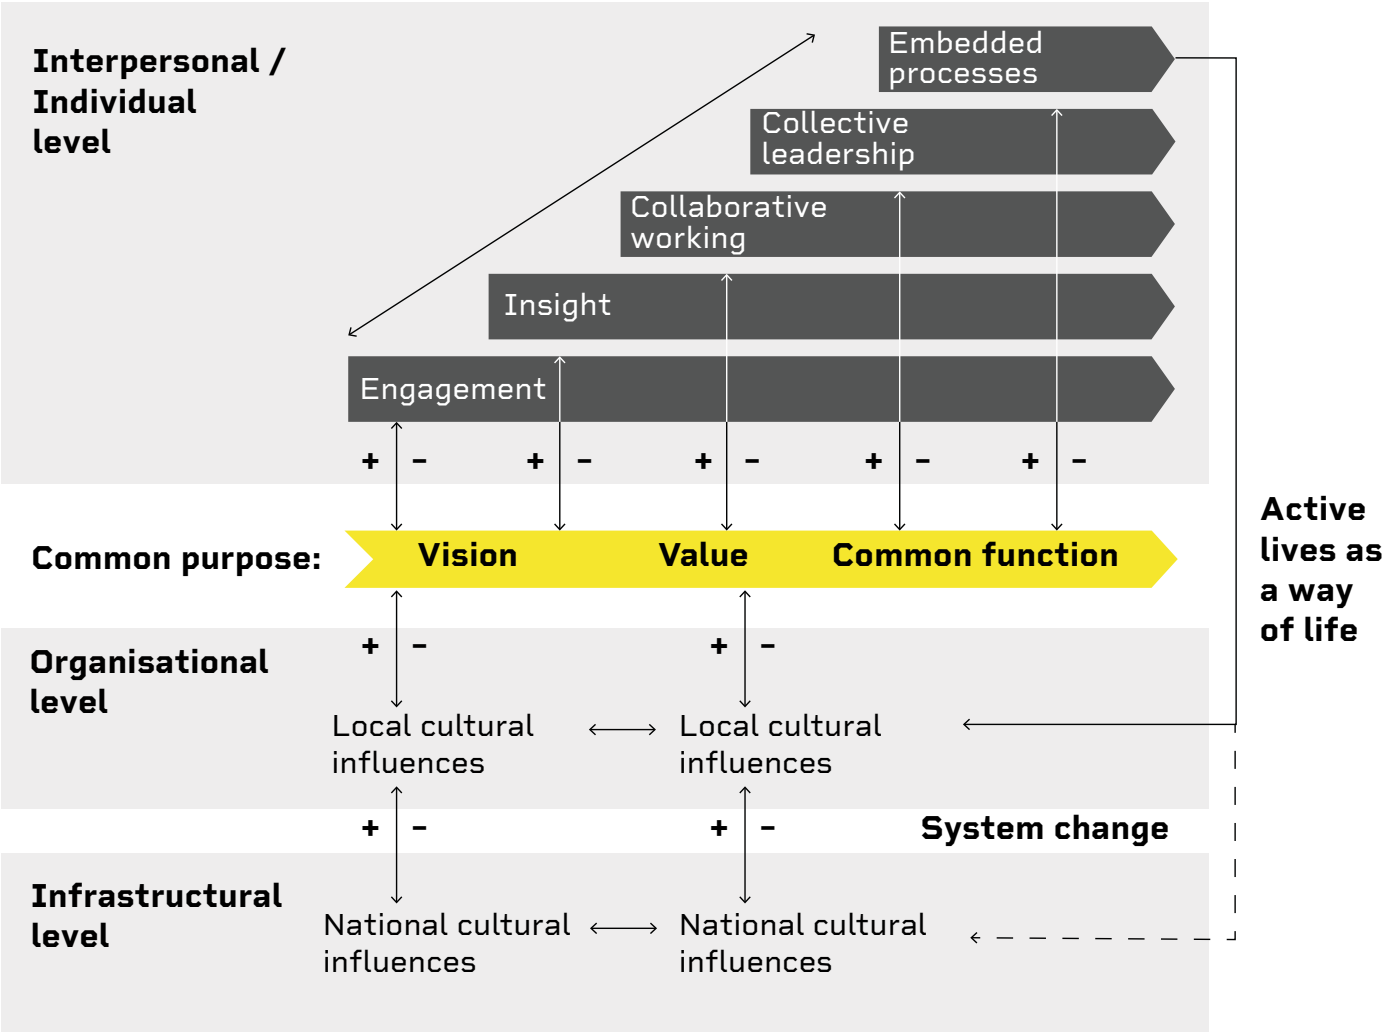 Interpersonal /
Individual
level
Embedded
processes
Collective
leadership
Collaborative
working
Insight
Engagement
+ −
+ −
+ −
+ −
+ −
Common purpose:
Vision
Value
Common function
Active
lives as
a way
of life
Organisational
level
+ −
+ −
Local cultural
influences
Local cultural
influences
+ −
+ −
System change
Infrastructural
level
National cultural
influences
National cultural
influences